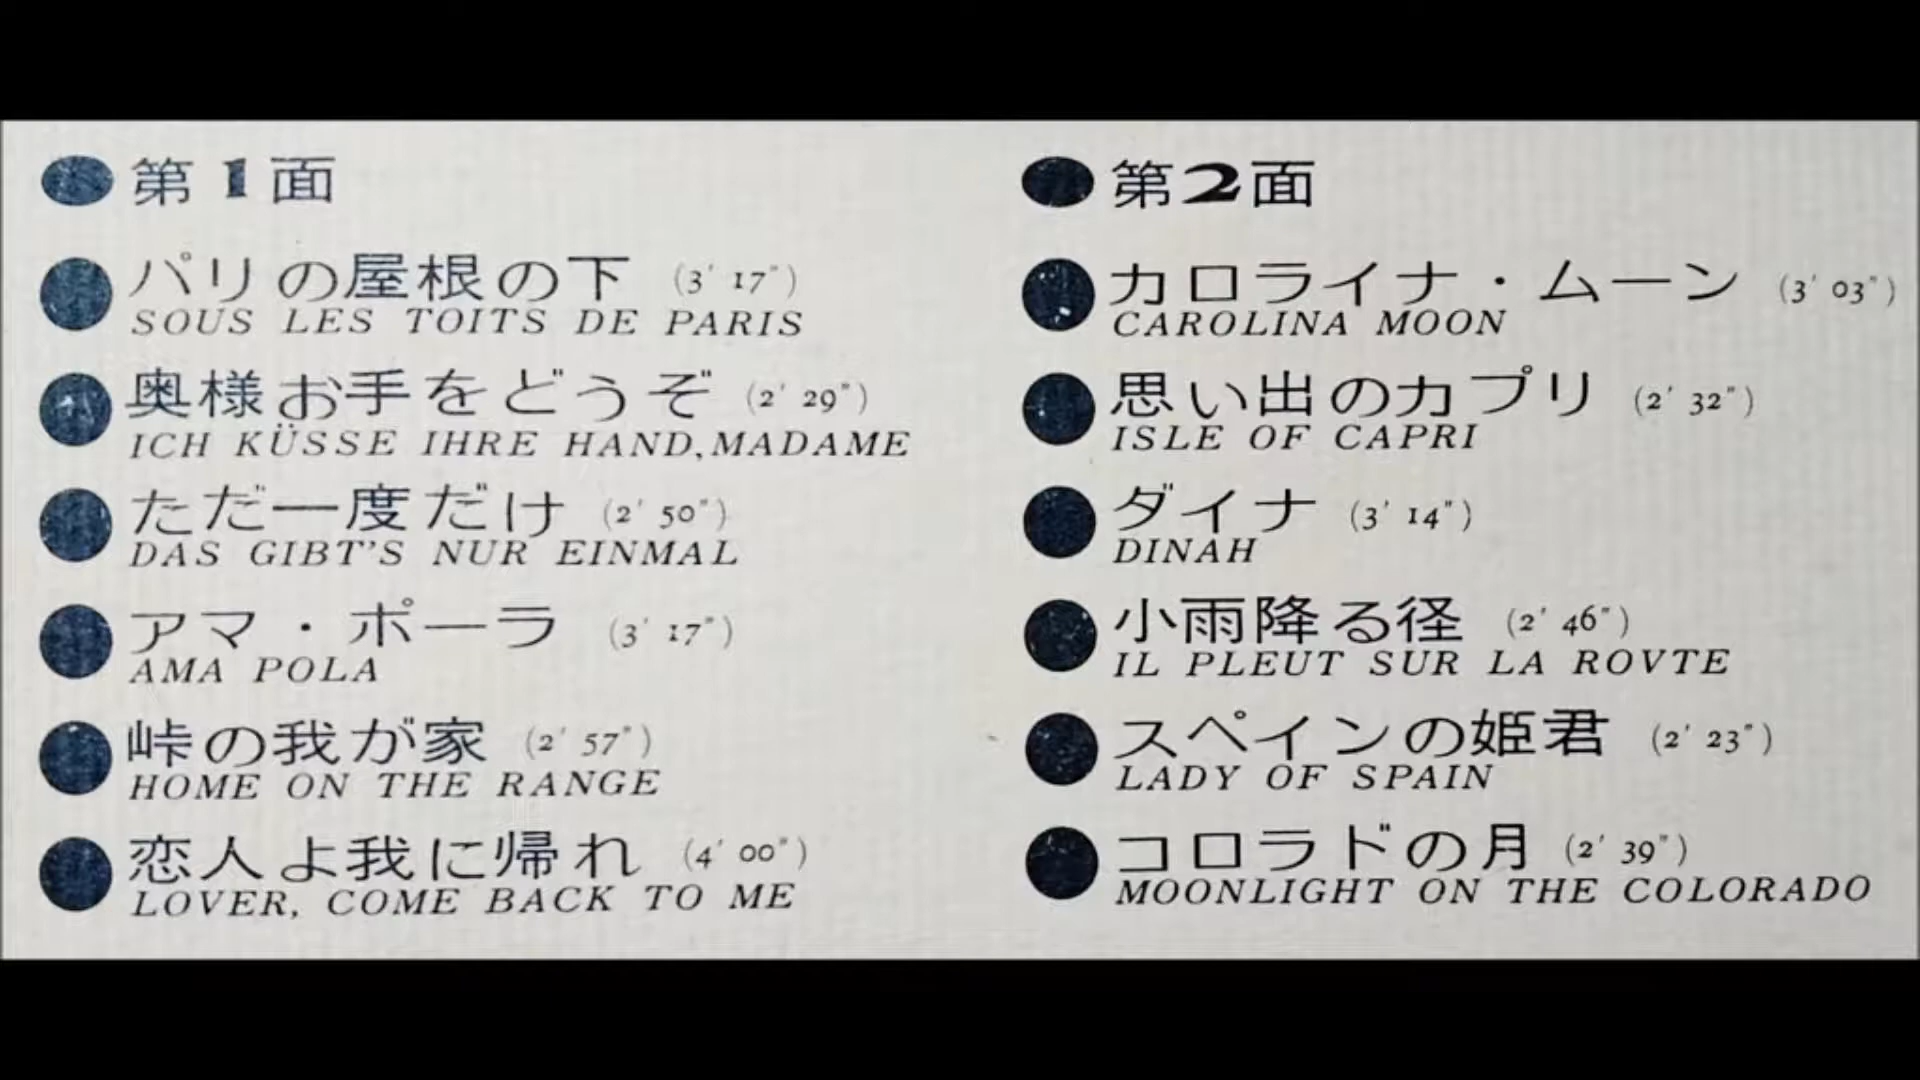 第1面
パリの屋根の下 (3′ 17″)
SOUS LES TOITS DE PARIS
奥様お手をどうぞ (2′ 29″)
ICH KÜSSE IHRE HAND,MADAME
ただ一度だけ (2′ 50″)
DAS GIBT'S NUR EINMAL
アマ・ポーラ (3′ 17″)
AMA POLA
峠の我が家 (2′ 57″)
HOME ON THE RANGE
恋人よ我に帰れ (4′ 00″)
LOVER, COME BACK TO ME
第2面
カロライナ・ムーン (3′ 03″)
CAROLINA MOON
思い出のカプリ (2′ 32″)
ISLE OF CAPRI
ダイナ (3′ 14″)
DINAH
小雨降る径 (2′ 46″)
IL PLEUT SUR LA ROVTE
スペインの姫君 (2′ 23″)
LADY OF SPAIN
コロラドの月 (2′ 39″)
MOONLIGHT ON THE COLORADO